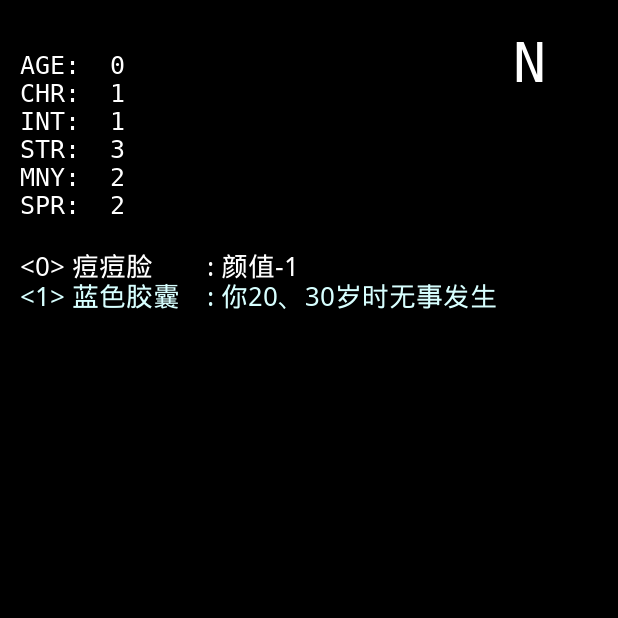 N
AGE: 0
CHR: 1
INT: 1
STR: 3
MNY: 2
SPR: 2
<0> 痘痘脸 : 颜值-1
<1> 蓝色胶囊 : 你20、30岁时无事发生